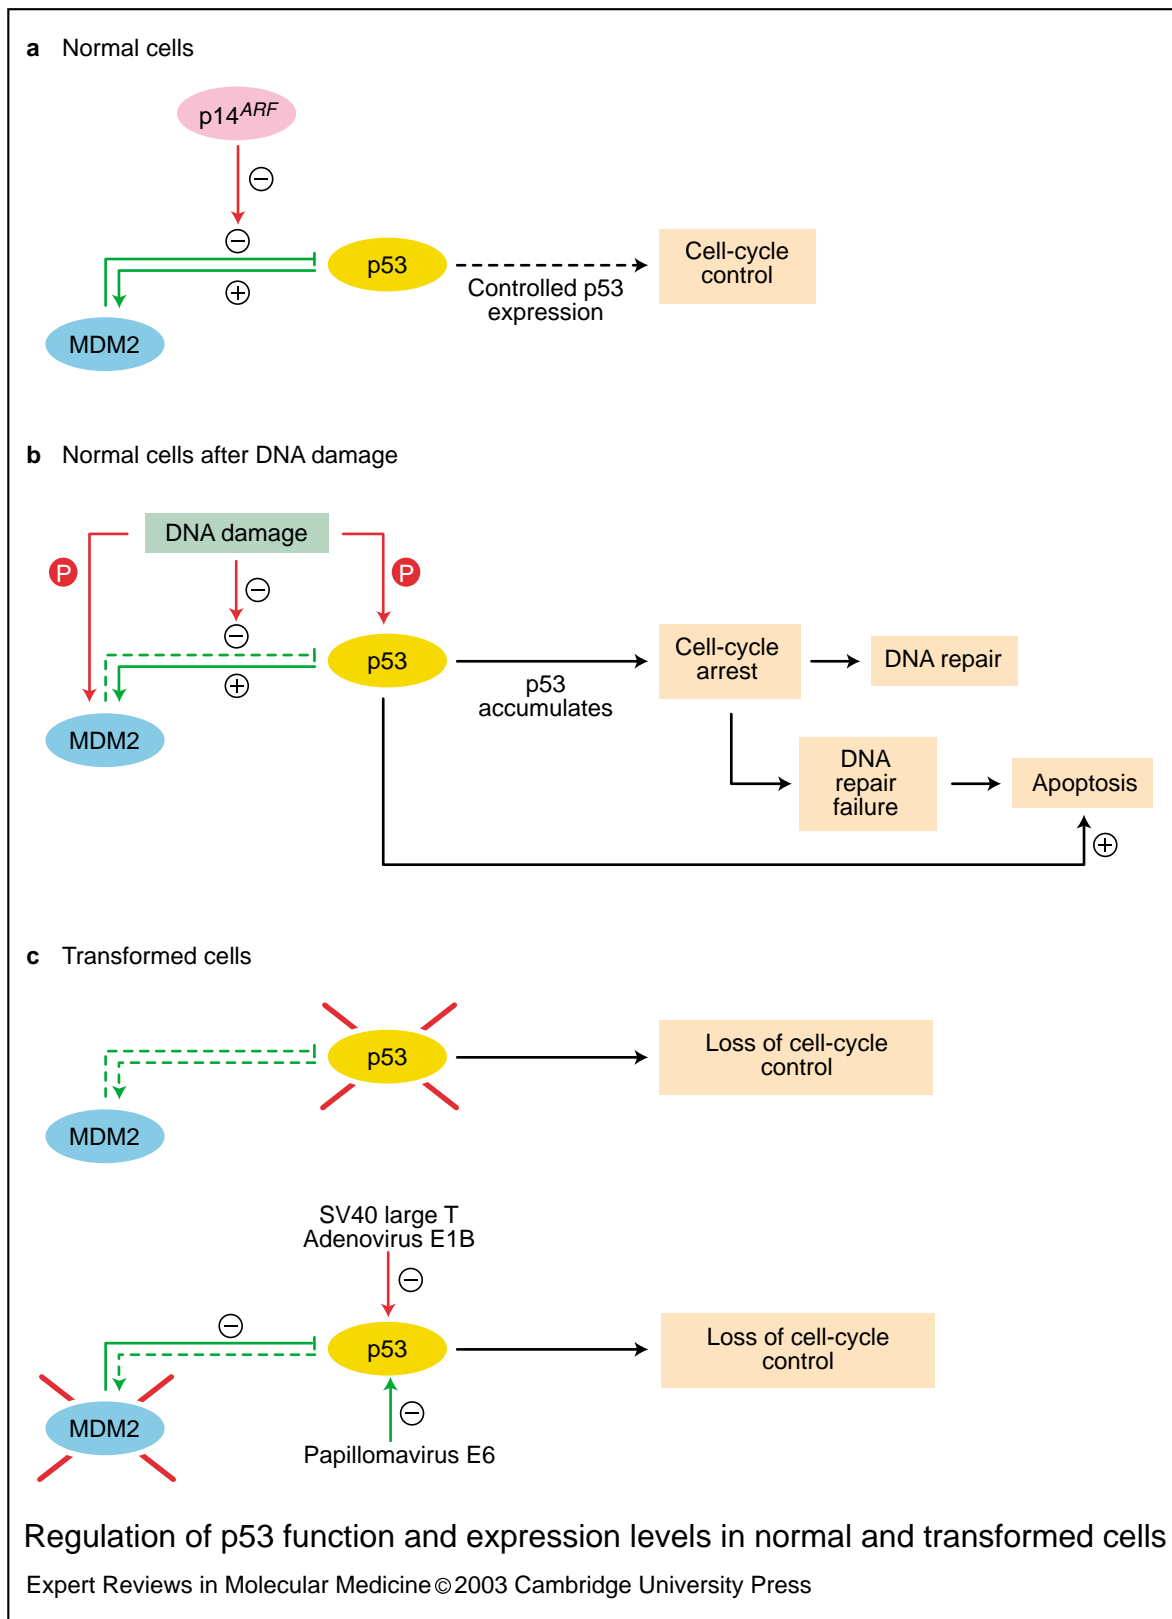 a Normal cells
p14ARF
−
−
p53
+
MDM2
Controlled p53
expression
Cell-cycle
control
b Normal cells after DNA damage
DNA damage
P
P
−
−
p53
+
MDM2
p53
accumulates
Cell-cycle
arrest
DNA repair
DNA
repair
failure
Apoptosis
+
c Transformed cells
p53
MDM2
Loss of cell-cycle
control
SV40 large T
Adenovirus E1B
−
−
p53
MDM2
−
Papillomavirus E6
Loss of cell-cycle
control
Regulation of p53 function and expression levels in normal and transformed cells
Expert Reviews in Molecular Medicine © 2003 Cambridge University Press